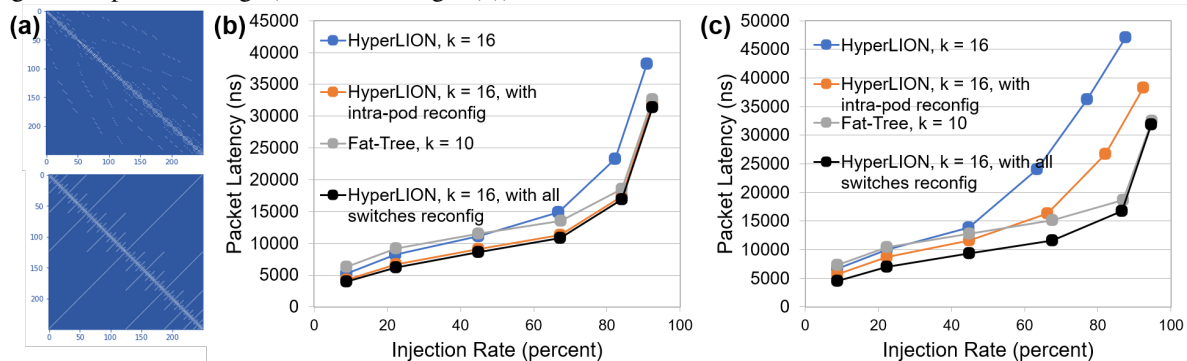 (a)
0
50
100
150
200
0 50 100 150 200
0
50
100
150
200
0 50 100 150 200
(b)
Packet Latency (ns)
45000
40000
35000
30000
25000
20000
15000
10000
5000
0
HyperLION, k = 16
HyperLION, k = 16, with
intra-pod reconfig
Fat-Tree, k = 10
HyperLION, k = 16, with all
switches reconfig
0 20 40 60 80 100
Injection Rate (percent)
(c)
Packet Latency (ns)
50000
45000
40000
35000
30000
25000
20000
15000
10000
5000
0
HyperLION, k = 16
HyperLION, k = 16, with
intra-pod reconfig
Fat-Tree, k = 10
HyperLION, k = 16, with all
switches reconfig
0 20 40 60 80 100
Injection Rate (percent)